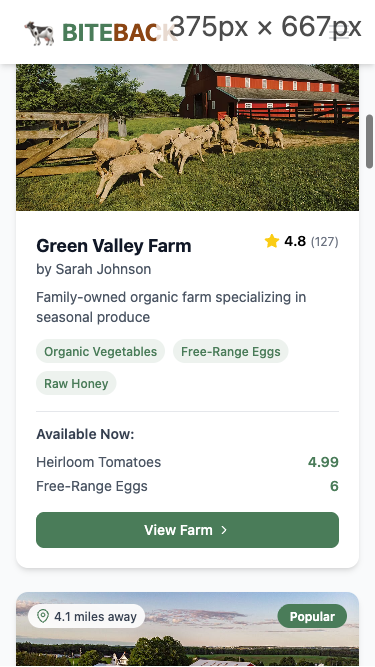 BITEBACK
375px × 667px
Green Valley Farm
4.8 (127)
by Sarah Johnson
Family-owned organic farm specializing in
seasonal produce
Organic Vegetables
Free-Range Eggs
Raw Honey
Available Now:
Heirloom Tomatoes 4.99
Free-Range Eggs 6
View Farm
4.1 miles away
Popular